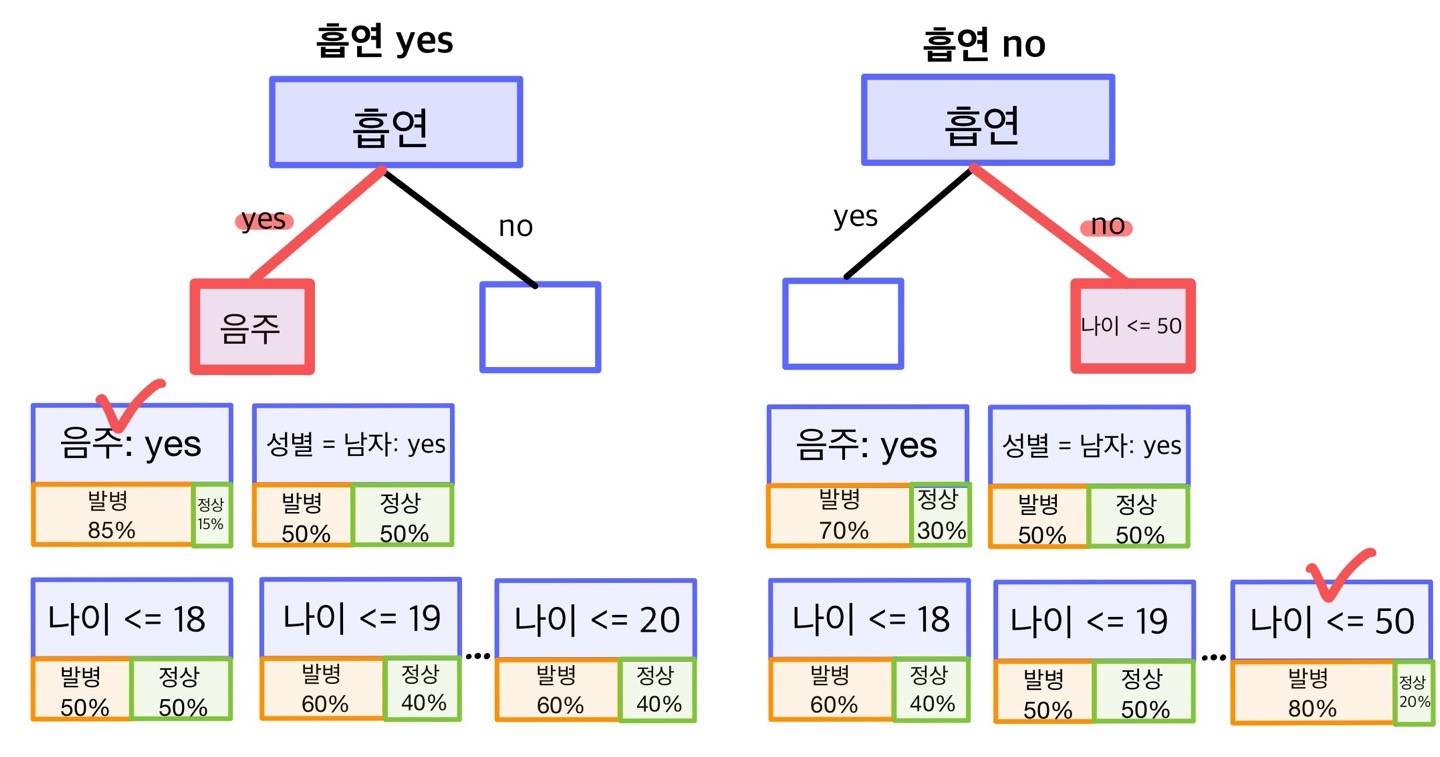 흡연 yes
흡연
yes
no
음주
음주: yes
발병
85%
정상
15%
성별 = 남자: yes
발병
50%
정상
50%
나이 <= 18
발병
50%
정상
50%
나이 <= 19
발병
60%
정상
40%
...
나이 <= 20
발병
60%
정상
40%
흡연 no
흡연
yes
no
나이 <= 50
음주: yes
발병
70%
정상
30%
성별 = 남자: yes
발병
50%
정상
50%
나이 <= 18
발병
60%
정상
40%
나이 <= 19
발병
50%
정상
50%
...
나이 <= 50
발병
80%
정상
20%